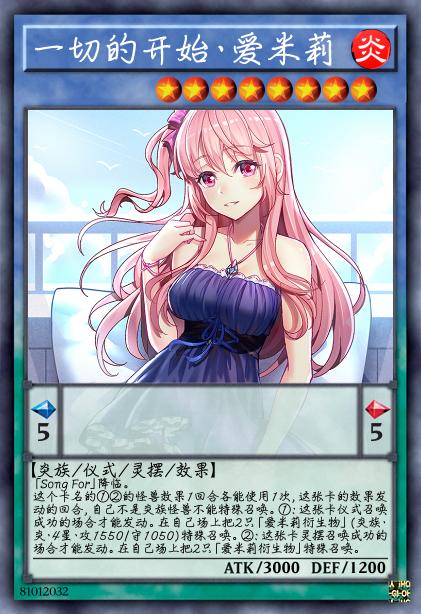 一切的开始·爱米莉
炎
5
5
【炎族/仪式/灵摆/效果】
「Song For」降临。
这个卡名的①②的怪兽效果1回合各能使用1次,这张卡的效果发
动的回合,自己不是炎族怪兽不能特殊召唤。①:这张卡仪式召唤
成功的场合才能发动。在自己场上把2只「爱米莉衍生物」(炎族·
炎·4星·攻1550/守1050)特殊召唤。②:这张卡灵摆召唤成功的
场合才能发动。在自己场上把2只「爱米莉衍生物」特殊召唤。
ATK/3000 DEF/1200
81012032